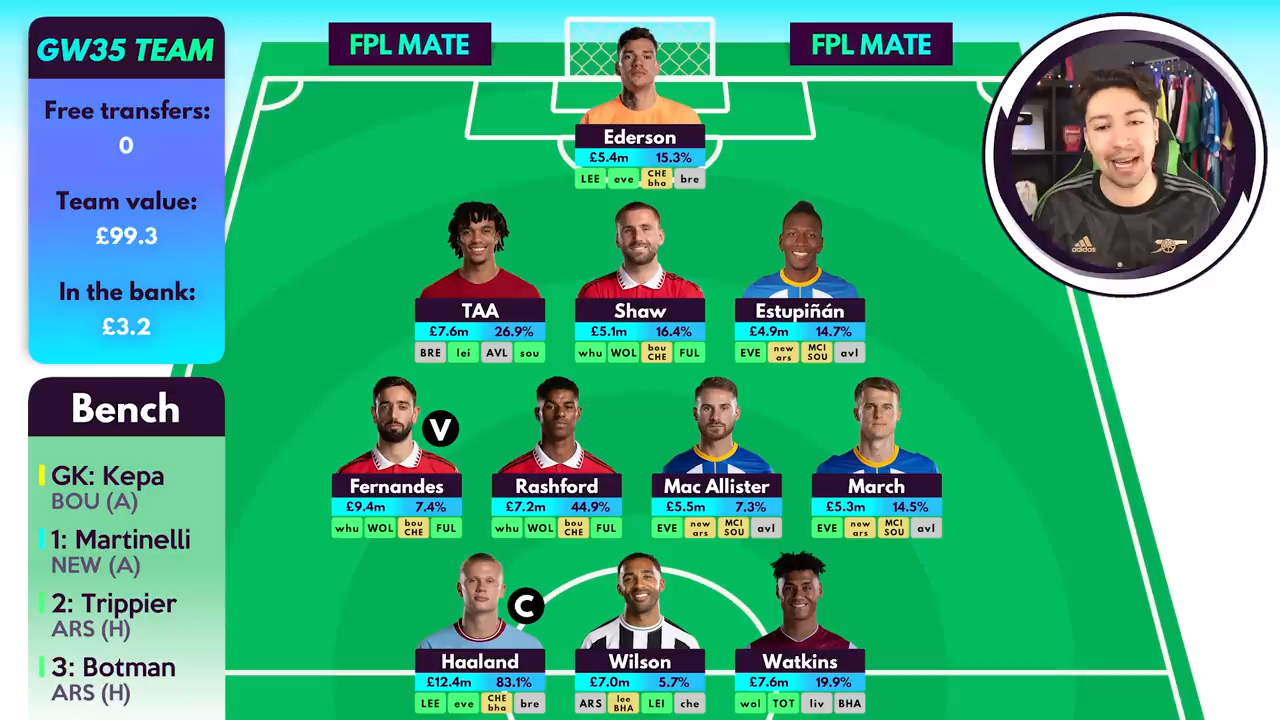 GW35 TEAM
Free transfers:
0
Team value:
£99.3
In the bank:
£3.2
FPL MATE
FPL MATE
Ederson
£5.4m 15.3%
LEE eve CHE bha bre
TAA
£7.6m 26.9%
BRE lei AVL sou
Shaw
£5.1m 16.4%
whu WOL bou CHE FUL
Estupiñán
£4.9m 14.7%
EVE new ars MCI SOU avl
V
Fernandes
£9.4m 7.4%
whu WOL bou CHE FUL
Rashford
£7.2m 44.9%
whu WOL bou CHE FUL
Mac Allister
£5.5m 7.3%
EVE new ars MCI SOU avl
March
£5.3m 14.5%
EVE new ars MCI SOU avl
C
Haaland
£12.4m 83.1%
LEE eve CHE bha bre
Wilson
£7.0m 5.7%
ARS lee BHA LEI che
Watkins
£7.6m 19.9%
wol TOT liv BHA
Bench
GK: Kepa
BOU (A)
1: Martinelli
NEW (A)
2: Trippier
ARS (H)
3: Botman
ARS (H)
adidas